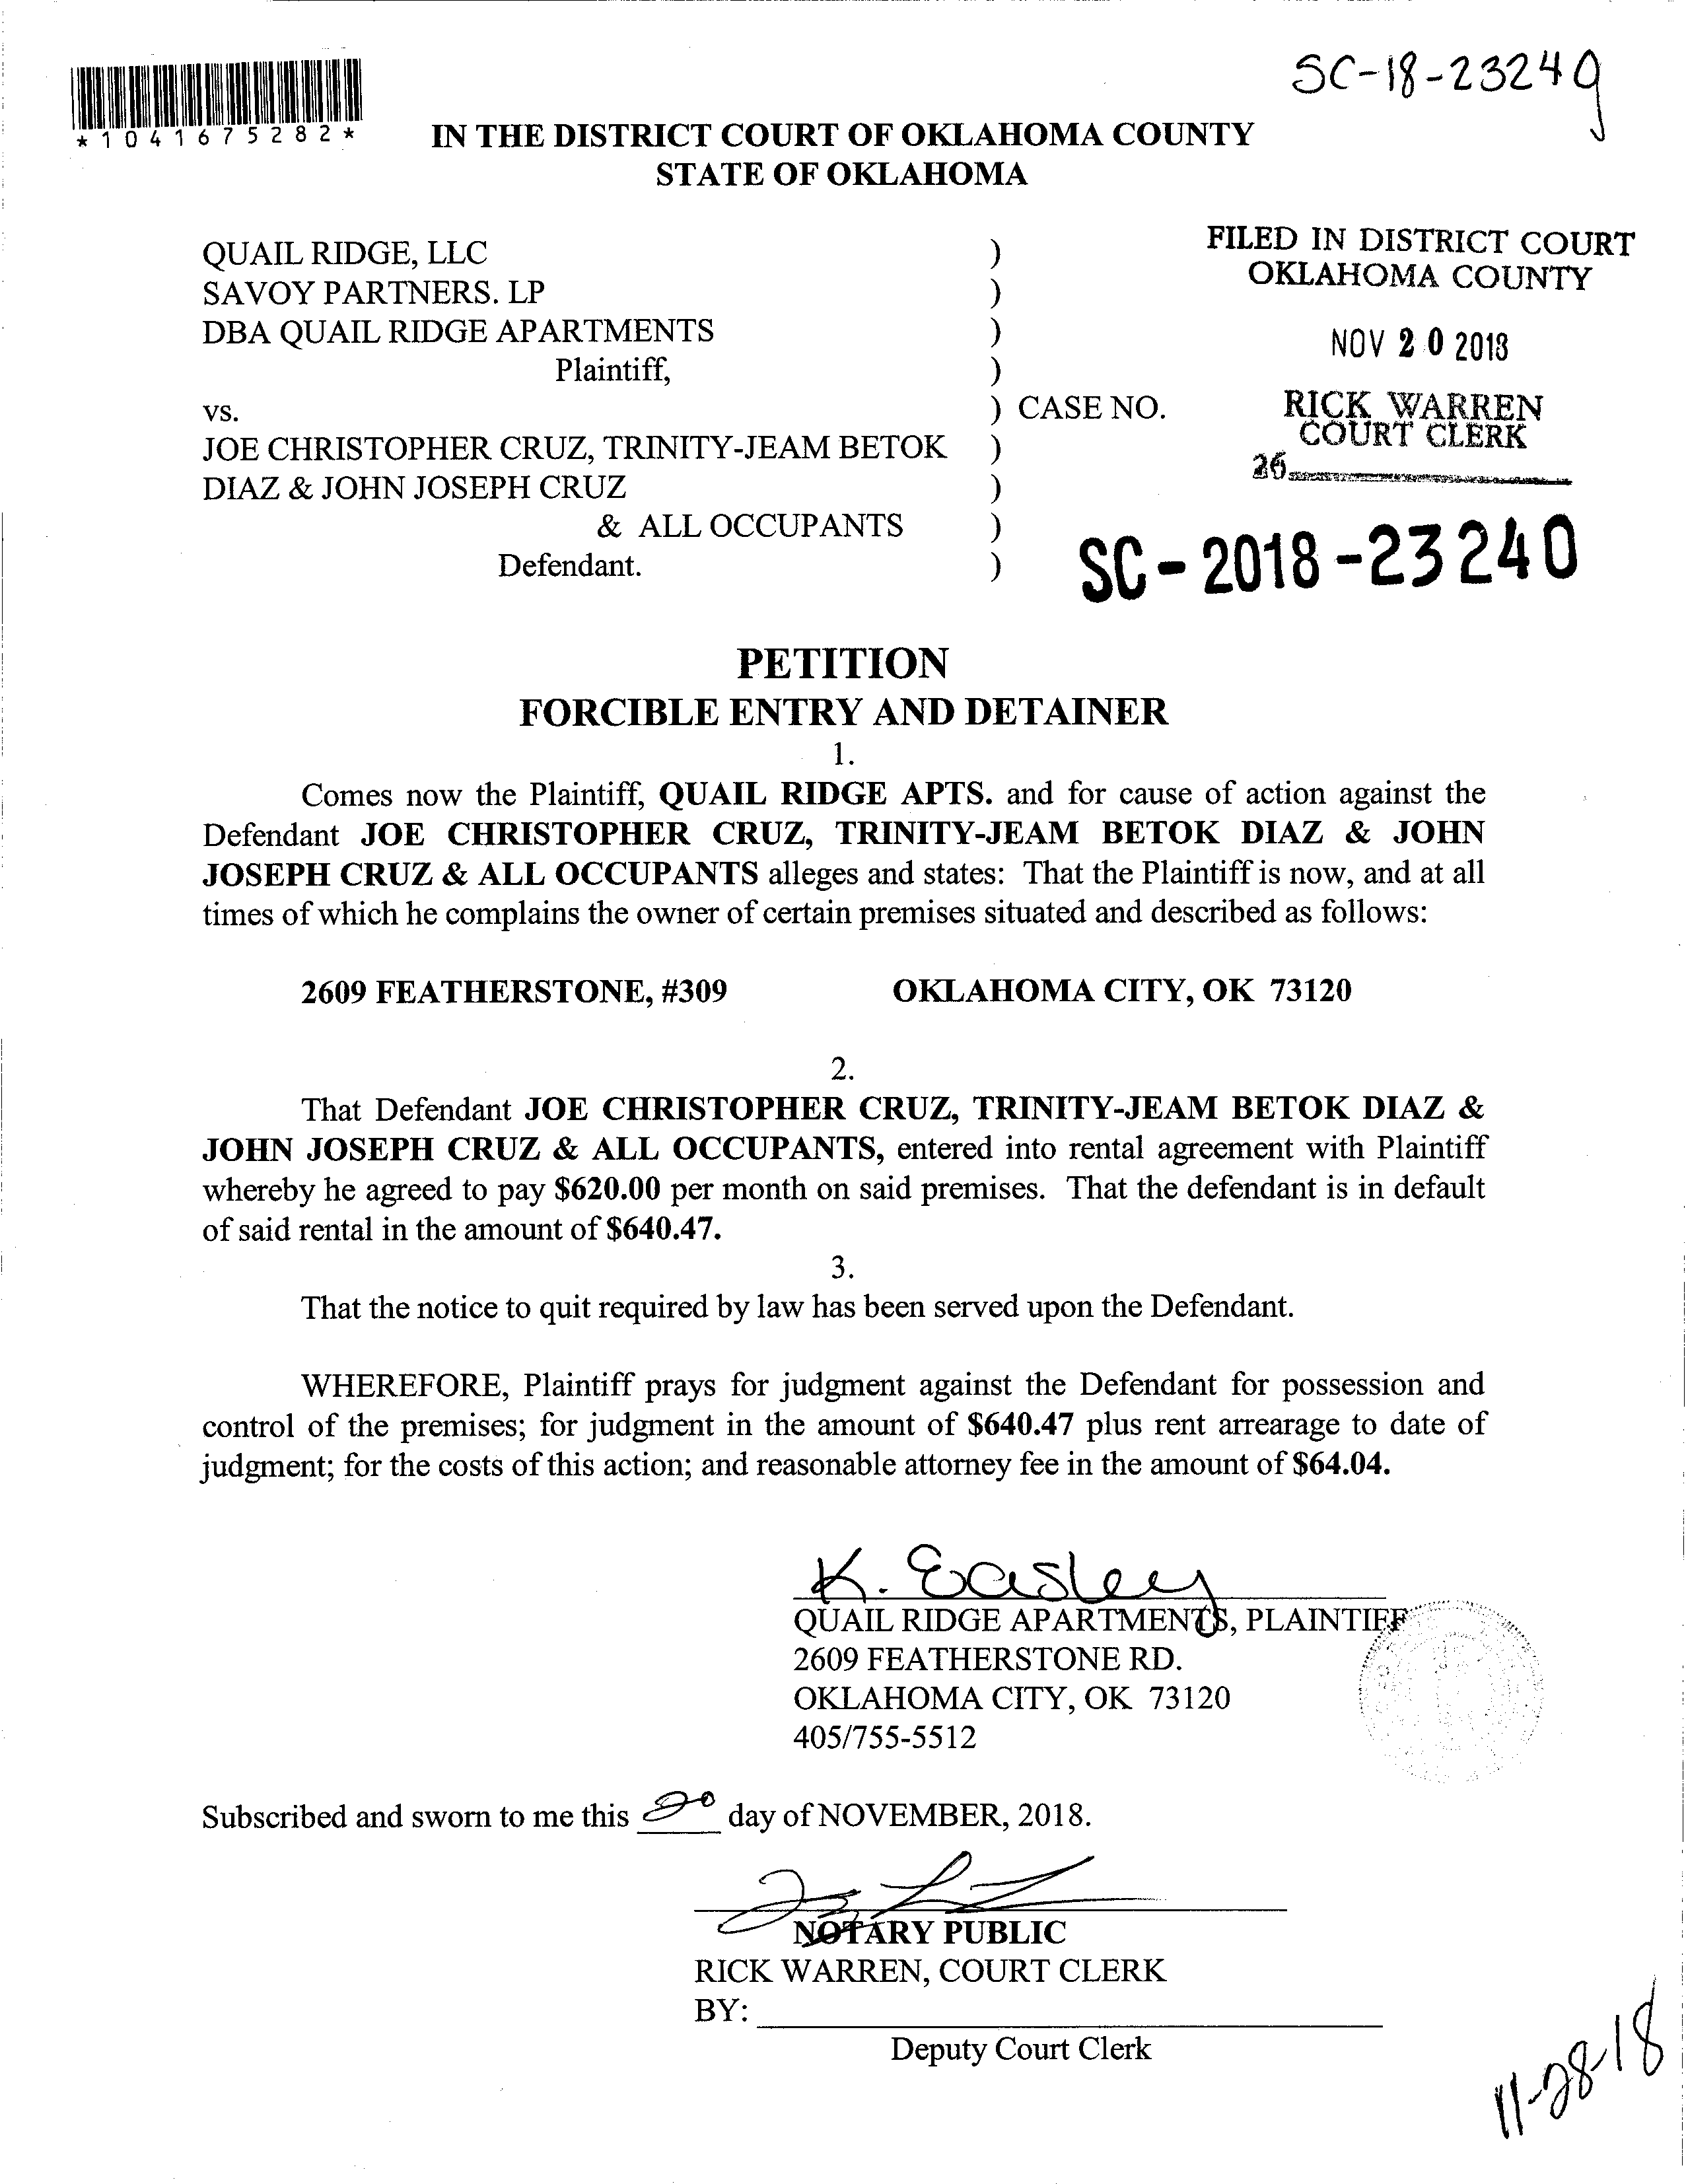 SC-18-23240
*1041675282*
IN THE DISTRICT COURT OF OKLAHOMA COUNTY
STATE OF OKLAHOMA
QUAIL RIDGE, LLC )
SAVOY PARTNERS. LP )
DBA QUAIL RIDGE APARTMENTS )
Plaintiff, )
vs. ) CASE NO.
JOE CHRISTOPHER CRUZ, TRINITY-JEAM BETOK )
DIAZ & JOHN JOSEPH CRUZ )
& ALL OCCUPANTS )
Defendant. )
FILED IN DISTRICT COURT
OKLAHOMA COUNTY
NOV 20 2018
RICK WARREN
COURT CLERK
26
SC-2018-23240
PETITION
FORCIBLE ENTRY AND DETAINER
1.
Comes now the Plaintiff, QUAIL RIDGE APTS. and for cause of action against the
Defendant JOE CHRISTOPHER CRUZ, TRINITY-JEAM BETOK DIAZ & JOHN
JOSEPH CRUZ & ALL OCCUPANTS alleges and states: That the Plaintiff is now, and at all
times of which he complains the owner of certain premises situated and described as follows:
2609 FEATHERSTONE, #309 OKLAHOMA CITY, OK 73120
2.
That Defendant JOE CHRISTOPHER CRUZ, TRINITY-JEAM BETOK DIAZ &
JOHN JOSEPH CRUZ & ALL OCCUPANTS, entered into rental agreement with Plaintiff
whereby he agreed to pay $620.00 per month on said premises. That the defendant is in default
of said rental in the amount of $640.47.
3.
That the notice to quit required by law has been served upon the Defendant.
WHEREFORE, Plaintiff prays for judgment against the Defendant for possession and
control of the premises; for judgment in the amount of $640.47 plus rent arrearage to date of
judgment; for the costs of this action; and reasonable attorney fee in the amount of $64.04.
K. Easley
QUAIL RIDGE APARTMENTS, PLAINTIFF
2609 FEATHERSTONE RD.
OKLAHOMA CITY, OK 73120
405/755-5512
Subscribed and sworn to me this 20 day of NOVEMBER, 2018.
NOTARY PUBLIC
RICK WARREN, COURT CLERK
BY:
Deputy Court Clerk
11-28-18